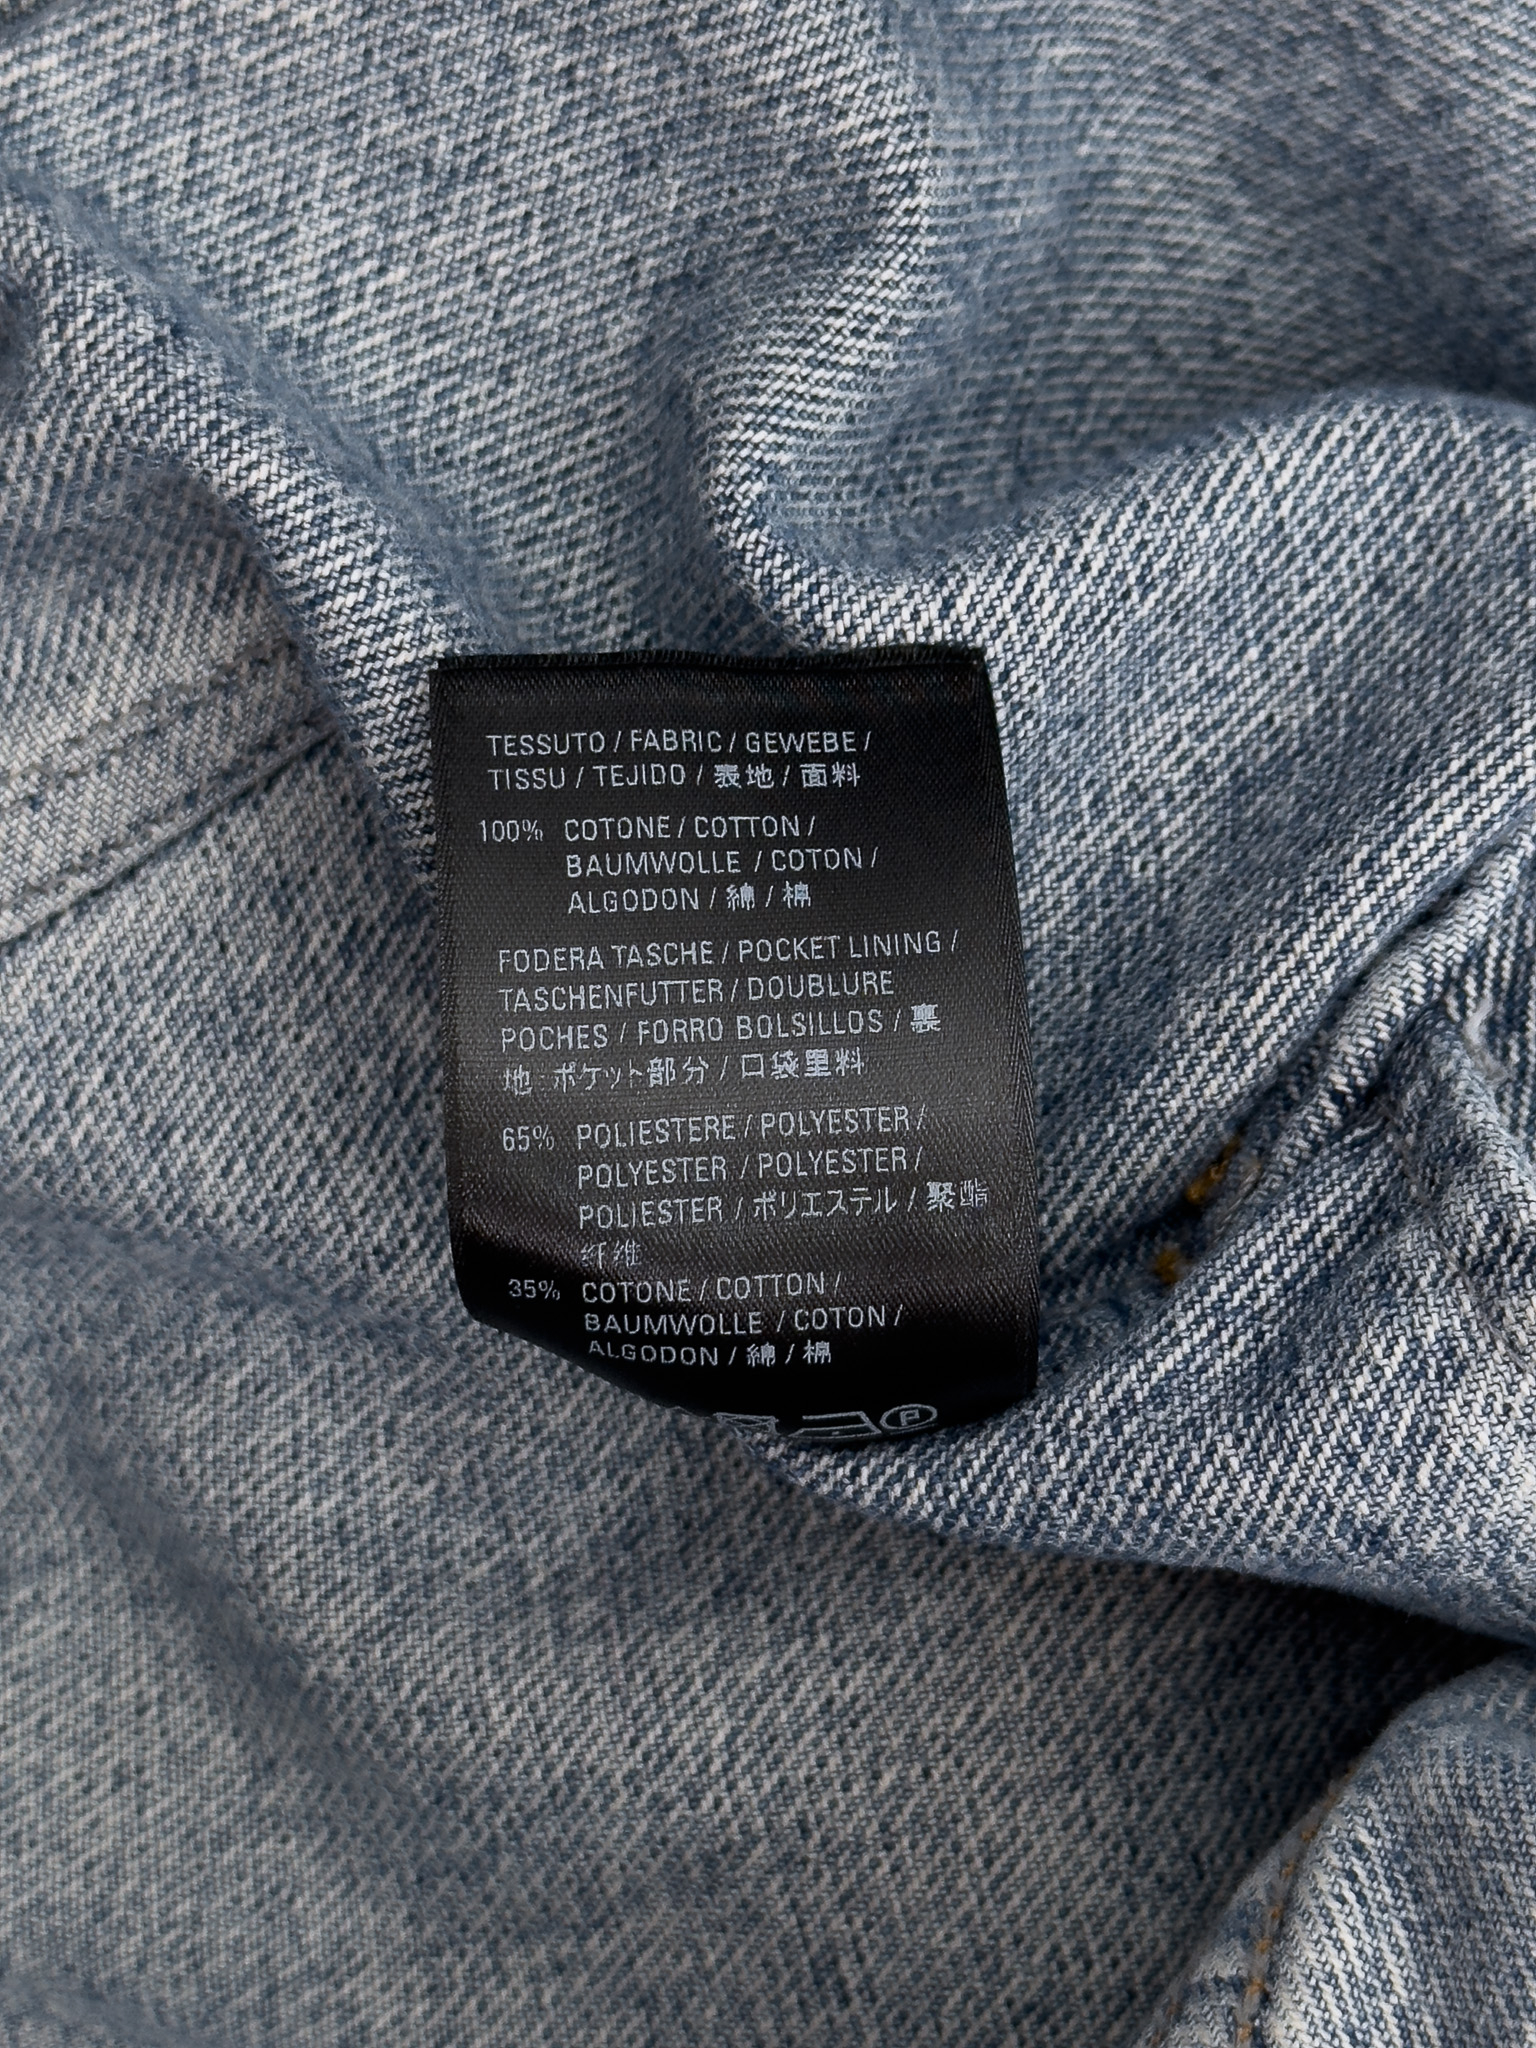 TESSUTO / FABRIC / GEWEBE /
TISSU / TEJIDO / 表地 / 面料
100% COTONE / COTTON /
BAUMWOLLE / COTON /
ALGODON / 綿 / 棉
FODERA TASCHE / POCKET LINING /
TASCHENFUTTER / DOUBLURE
POCHES / FORRO BOLSILLOS / 裏
地:ポケット部分 / 口袋里料
65% POLIESTERE / POLYESTER /
POLYESTER / POLYESTER /
POLIESTER / ポリエステル / 聚酯
纤维
35% COTONE / COTTON /
BAUMWOLLE / COTON /
ALGODON / 綿 / 棉
P